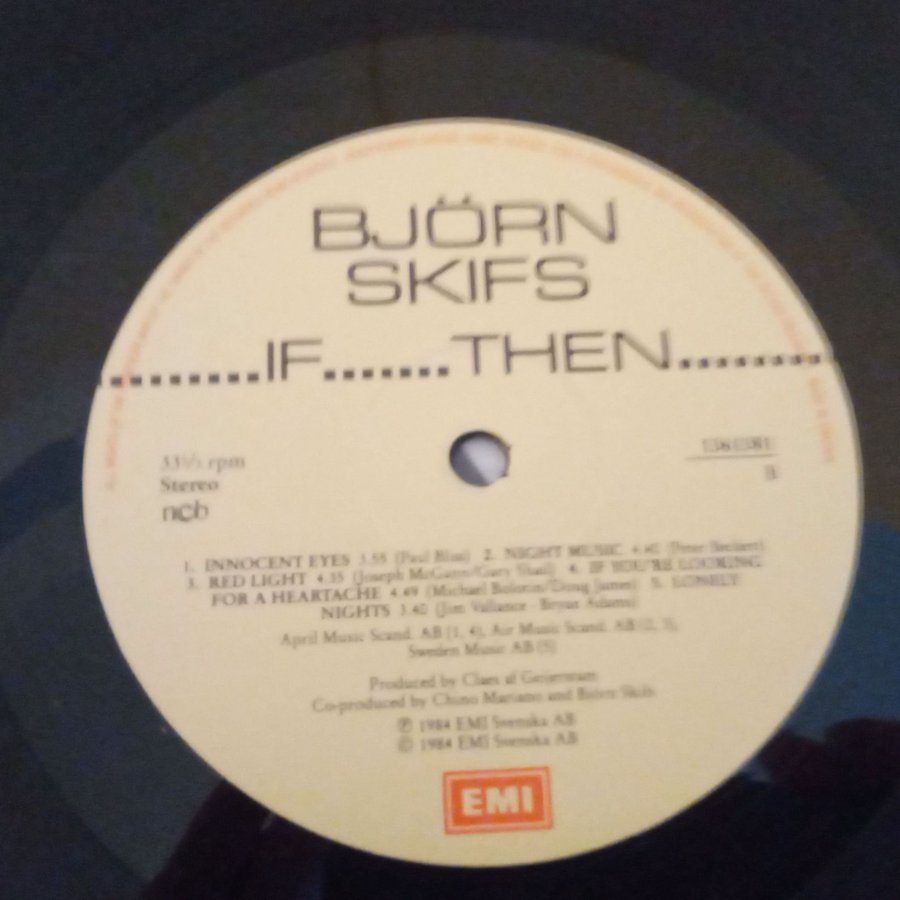 BJÖRN
SKIFS
.........IF.......THEN..........
33⅓ rpm
Stereo
ncb
B
1. INNOCENT EYES 3.55 (Paul Bliss) 2. NIGHT MUSIC 4.40 (Peter Beckett)
3. RED LIGHT 4.35 (Joseph McGann/Gary Skail) 4. IF YOU'RE LOOKING
FOR A HEARTACHE 4.49 (Michael Bolotin/Doug James) 5. LONELY
NIGHTS 3.40 (Jim Vallance - Bryan Adams)
April Music Scand. AB (1, 4), Air Music Scand. AB (2, 3),
Sweden Music AB (5)
Produced by Claes af Geijerstam
Co-produced by Chino Mariano and Björn Skifs
Ⓟ 1984 EMI Svenska AB
© 1984 EMI Svenska AB
EMI